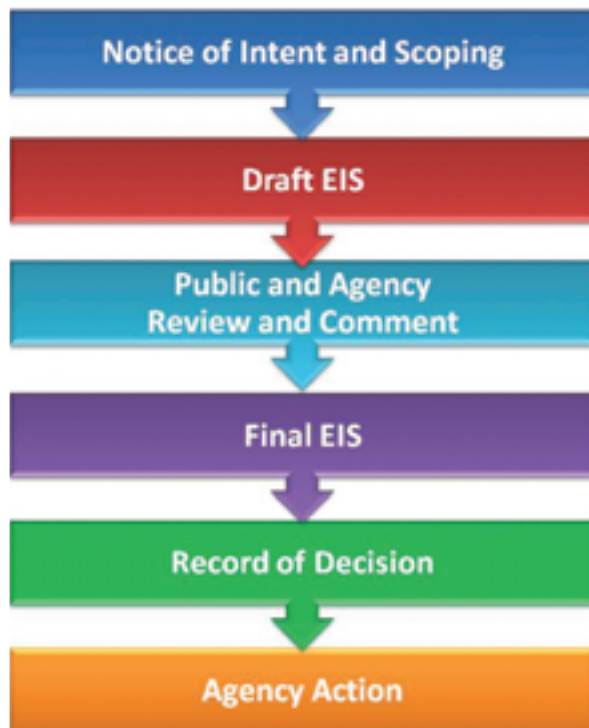 Notice of Intent and Scoping
Draft EIS
Public and Agency
Review and Comment
Final EIS
Record of Decision
Agency Action